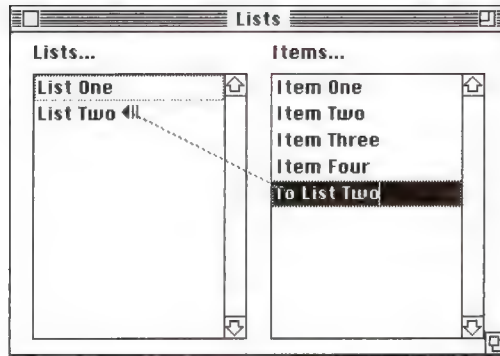 Lists
Lists...
List One
List Two
Items...
Item One
Item Two
Item Three
Item Four
To List Two